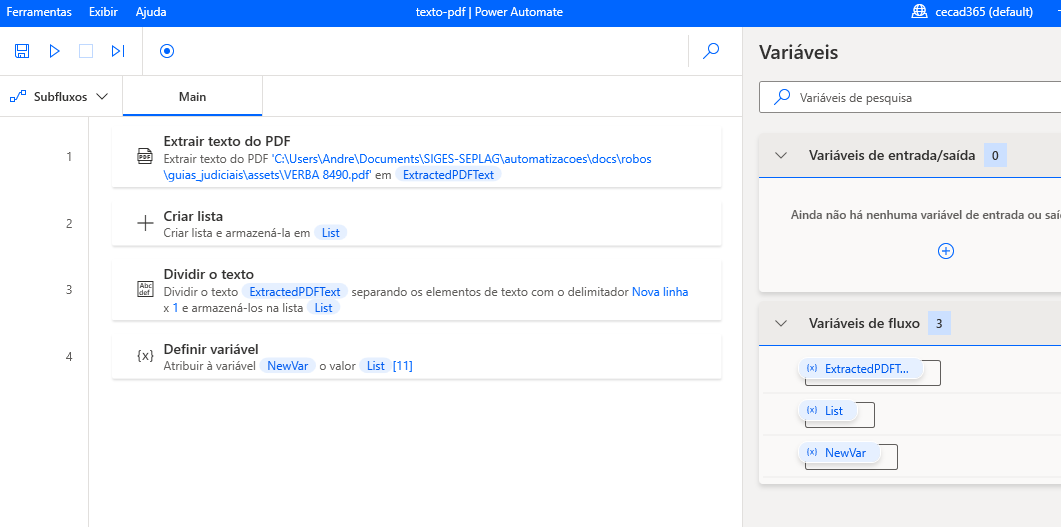 Ferramentas Exibir Ajuda texto-pdf | Power Automate cecad365 (default)
Subfluxos Main
1 Extrair texto do PDF
Extrair texto do PDF 'C:\Users\Andre\Documents\SIGES-SEPLAG\automatizacoes\docs\robos
\guias_judiciais\assets\VERBA 8490.pdf' em ExtractedPDFText
2 Criar lista
Criar lista e armazená-la em List
3 Dividir o texto
Dividir o texto ExtractedPDFText separando os elementos de texto com o delimitador Nova linha
x 1 e armazená-los na lista List
4 Definir variável
Atribuir à variável NewVar o valor List [11]
Variáveis
Variáveis de pesquisa
Variáveis de entrada/saída 0
Ainda não há nenhuma variável de entrada ou saí
Variáveis de fluxo 3
(x) ExtractedPDFT...
(x) List
(x) NewVar